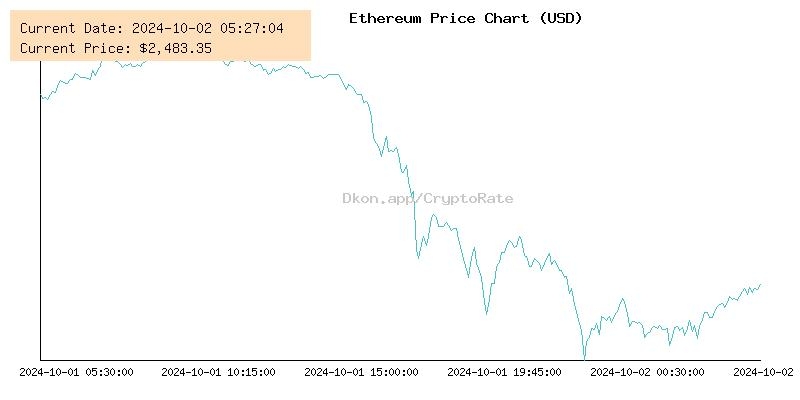 Ethereum Price Chart (USD)
Current Date: 2024-10-02 05:27:04
Current Price: $2,483.35
Dkon.app/CryptoRate
2024-10-01 05:30:00 2024-10-01 10:15:00 2024-10-01 15:00:00 2024-10-01 19:45:00 2024-10-02 00:30:00 2024-10-02